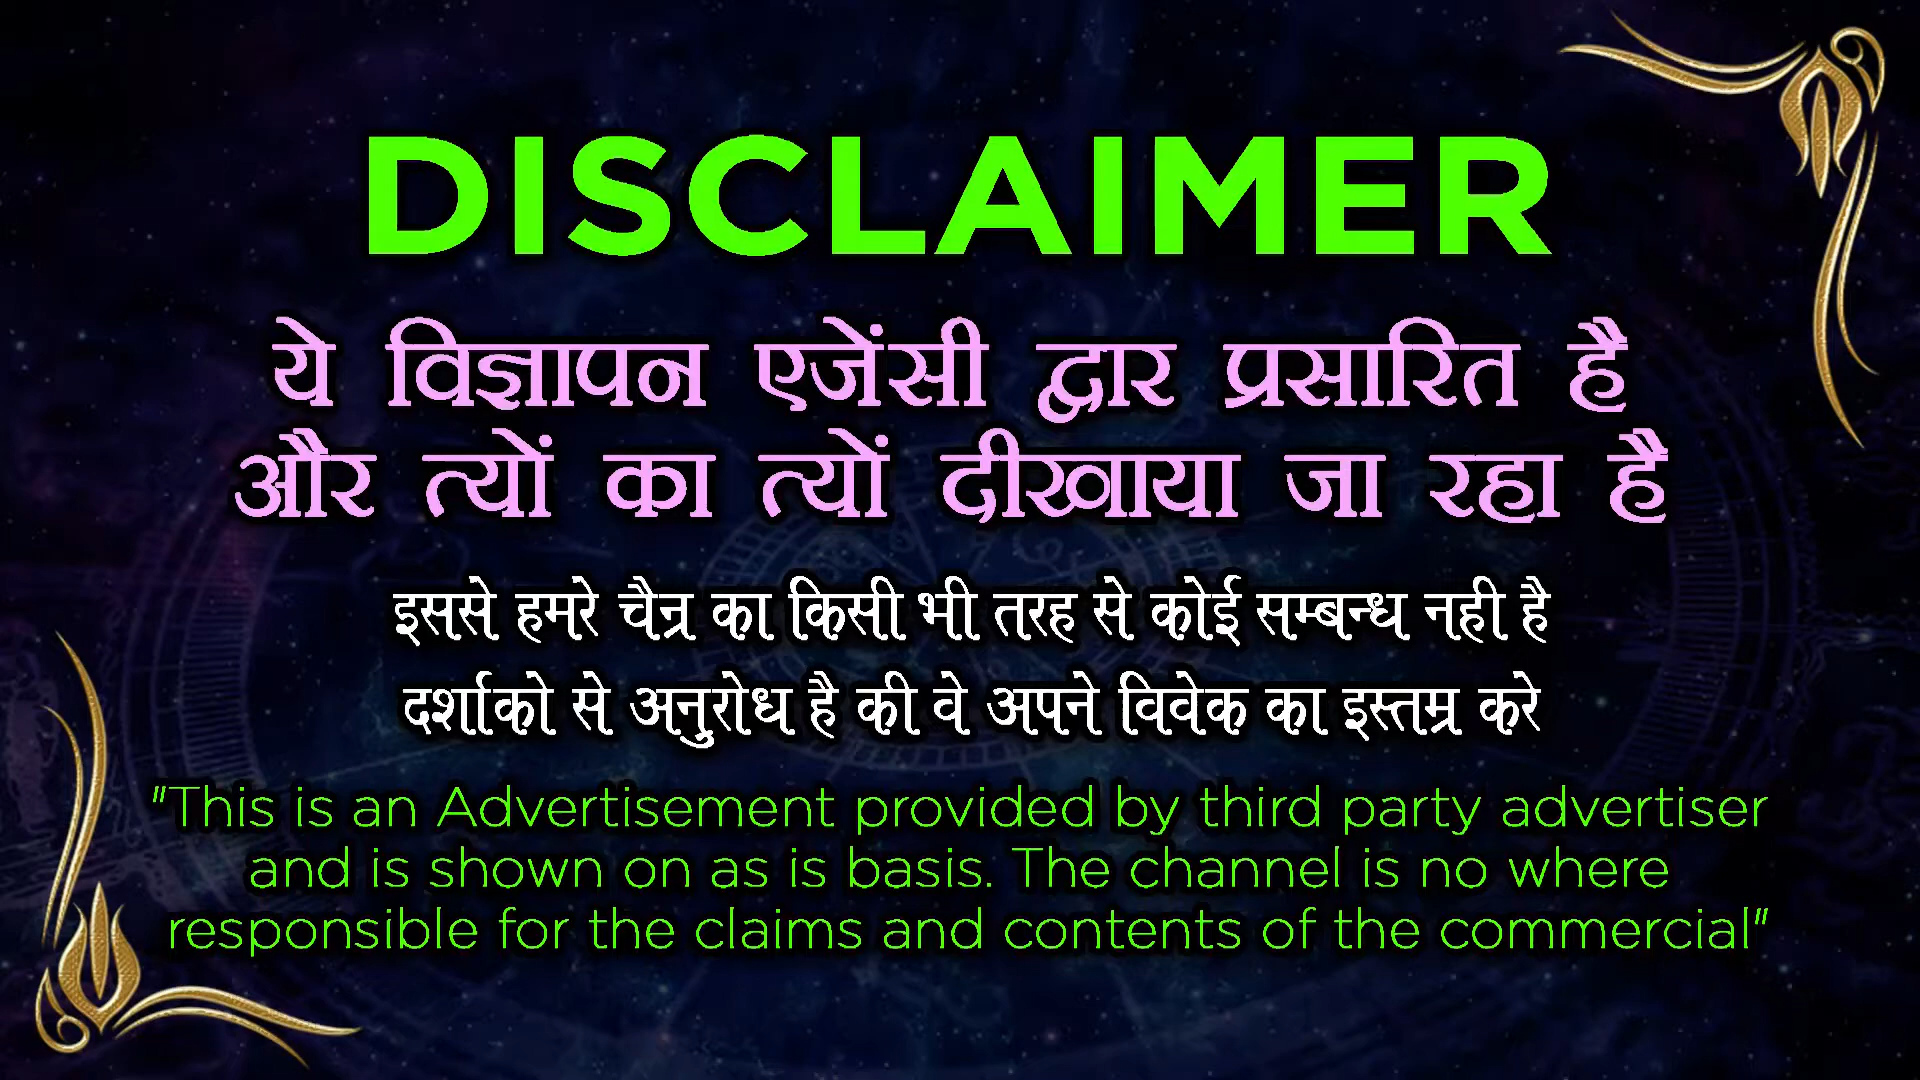 DISCLAIMER
ये विज्ञापन एजेंसी द्वार प्रसारित है
और त्यों का त्यों दीखाया जा रहा है
इससे हमरे चैन्र का किसी भी तरह से कोई सम्बन्ध नही है
दर्शाको से अनुरोध है की वे अपने विवेक का इस्तम्र करे
"This is an Advertisement provided by third party advertiser
and is shown on as is basis. The channel is no where
responsible for the claims and contents of the commercial"